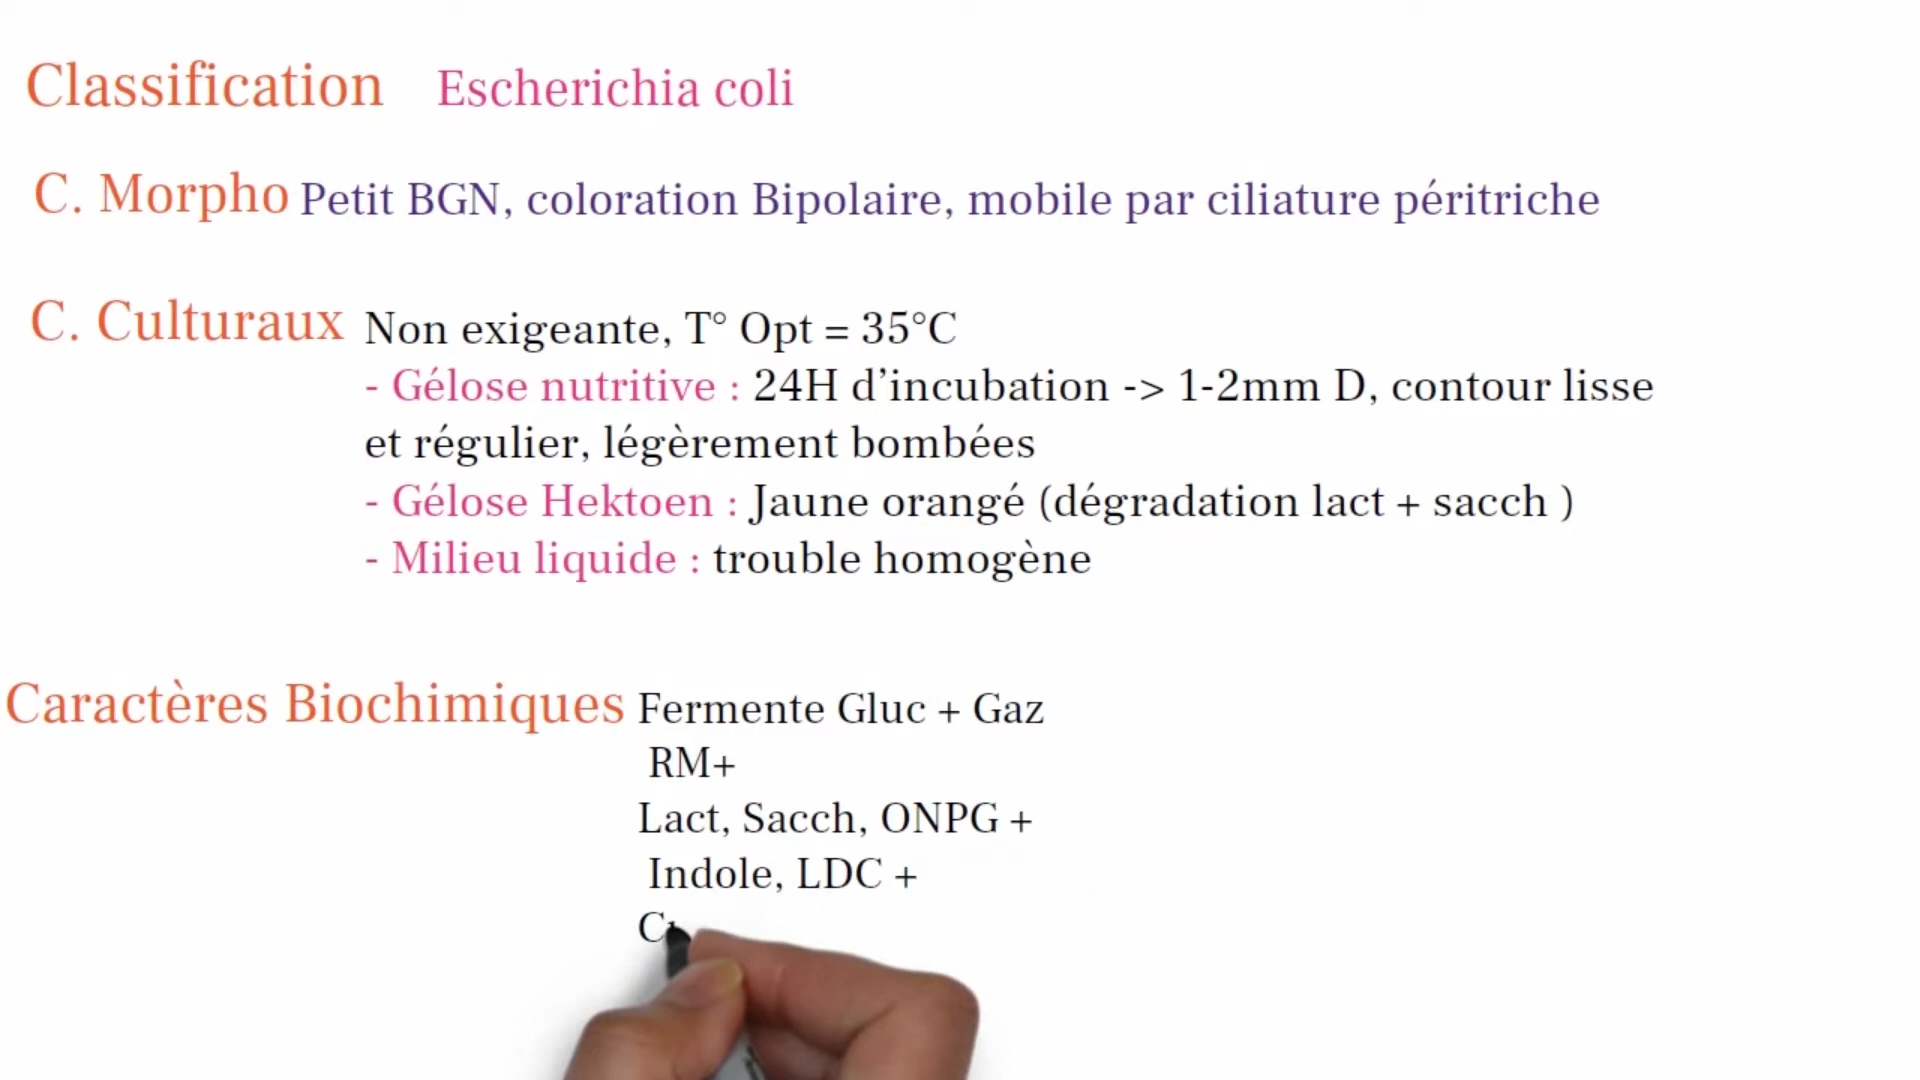 Classification Escherichia coli
C. Morpho Petit BGN, coloration Bipolaire, mobile par ciliature péritriche
C. Culturaux Non exigeante, T° Opt = 35°C
- Gélose nutritive : 24H d’incubation -> 1-2mm D, contour lisse
et régulier, légèrement bombées
- Gélose Hektoen : Jaune orangé (dégradation lact + sacch )
- Milieu liquide : trouble homogène
Caractères Biochimiques Fermente Gluc + Gaz
RM+
Lact, Sacch, ONPG +
Indole, LDC +